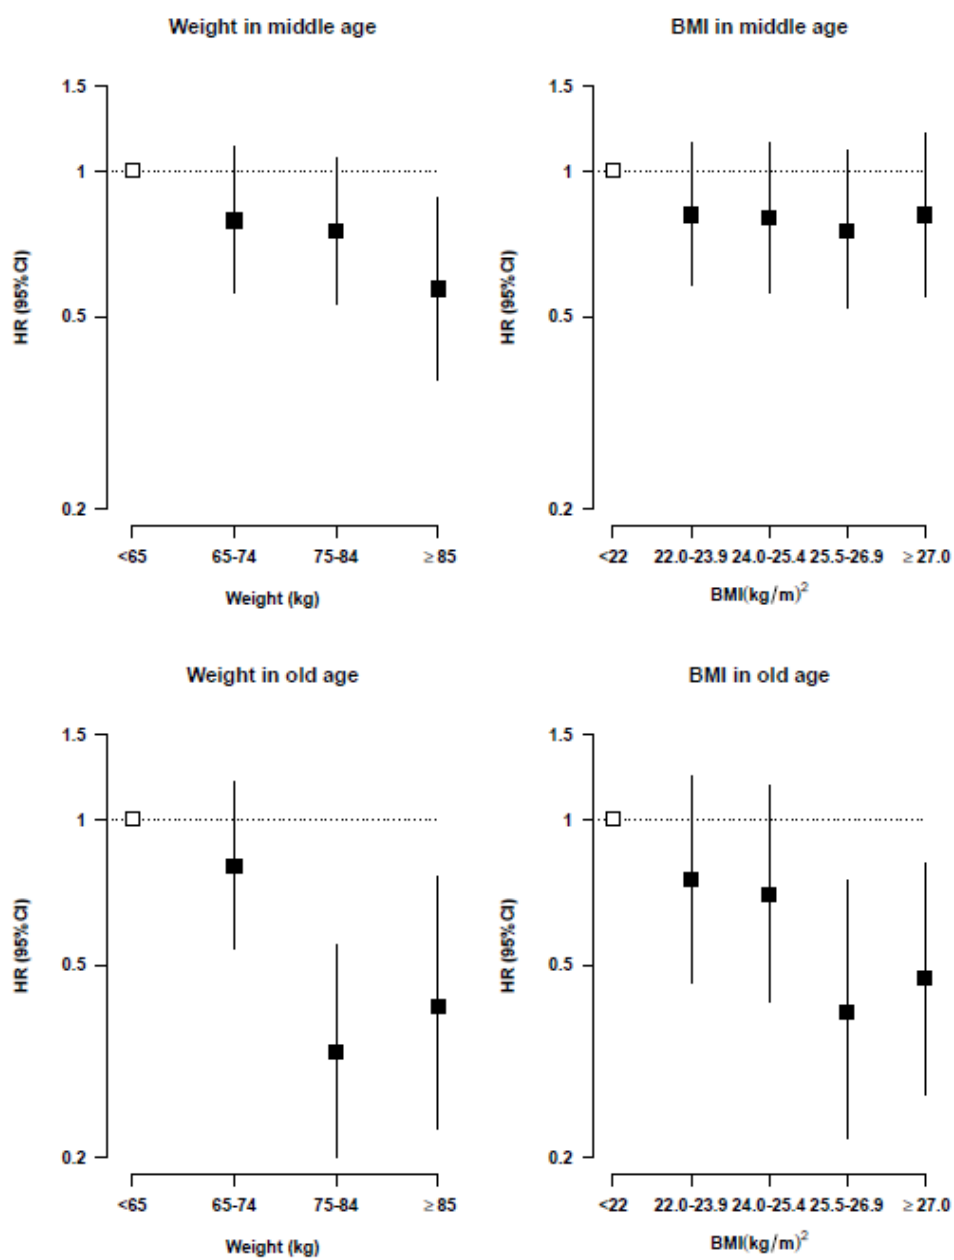 Weight in middle age
1.5
1
0.5
0.2
HR (95%CI)
<65 65-74 75-84 ≥85
Weight (kg)
BMI in middle age
1.5
1
0.5
0.2
HR (95%CI)
<22 22.0-23.9 24.0-25.4 25.5-26.9 ≥27.0
BMI(kg/m)²
Weight in old age
1.5
1
0.5
0.2
HR (95%CI)
<65 65-74 75-84 ≥85
Weight (kg)
BMI in old age
1.5
1
0.5
0.2
HR (95%CI)
<22 22.0-23.9 24.0-25.4 25.5-26.9 ≥27.0
BMI(kg/m)²